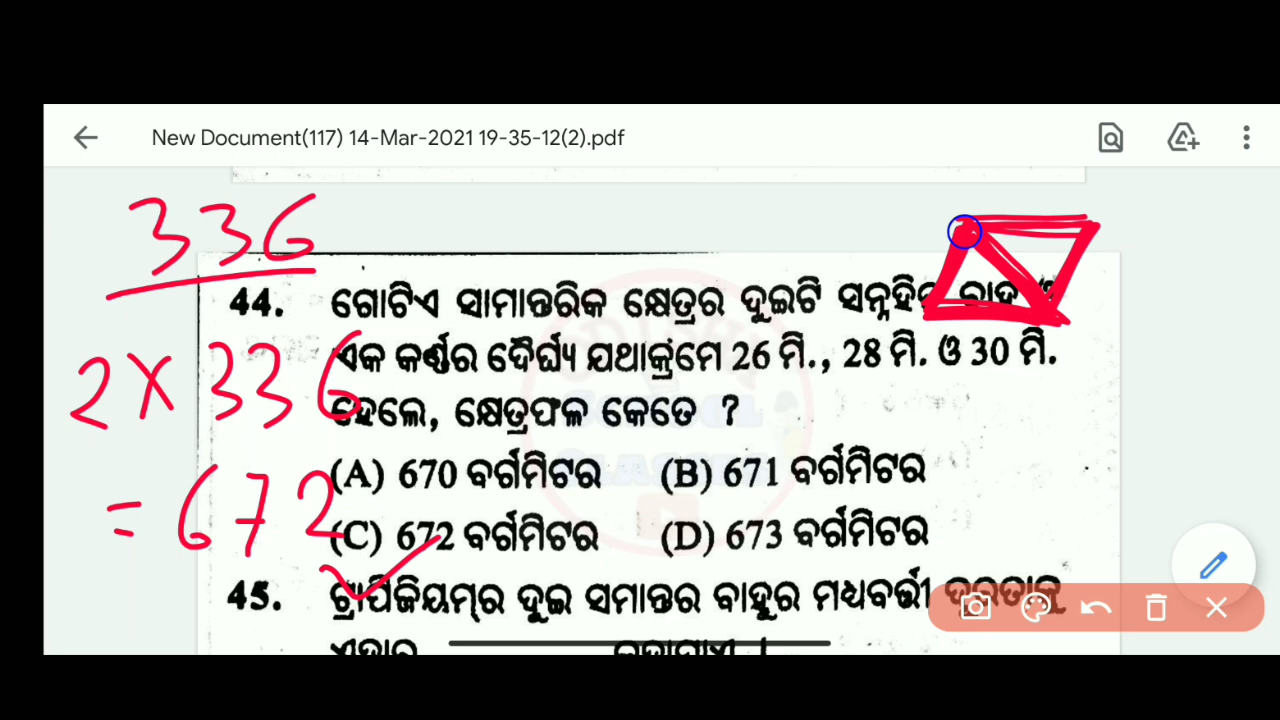 New Document(117) 14-Mar-2021 19-35-12(2).pdf
336
44. ଗୋଟିଏ ସାମାନ୍ତରିକ କ୍ଷେତ୍ରର ଦୁଇଟି ସନ୍ନହିତ ବାହୁ ଓ
ଏକ କର୍ଣ୍ଣର ଦୈର୍ଘ୍ୟ ଯଥାକ୍ରମେ 26 ମି., 28 ମି. ଓ 30 ମି.
2 X 336
ହେଲେ, କ୍ଷେତ୍ରଫଳ କେତେ ?
(A) 670 ବର୍ଗମିଟର (B) 671 ବର୍ଗମିଟର
= 672
(C) 672 ବର୍ଗମିଟର (D) 673 ବର୍ଗମିଟର
45. ଟ୍ରାପିଜିୟମ୍‌ର ଦୁଇ ସମାନ୍ତର ବାହୁର ମଧ୍ୟବର୍ତ୍ତୀ ଦୂରତାକୁ